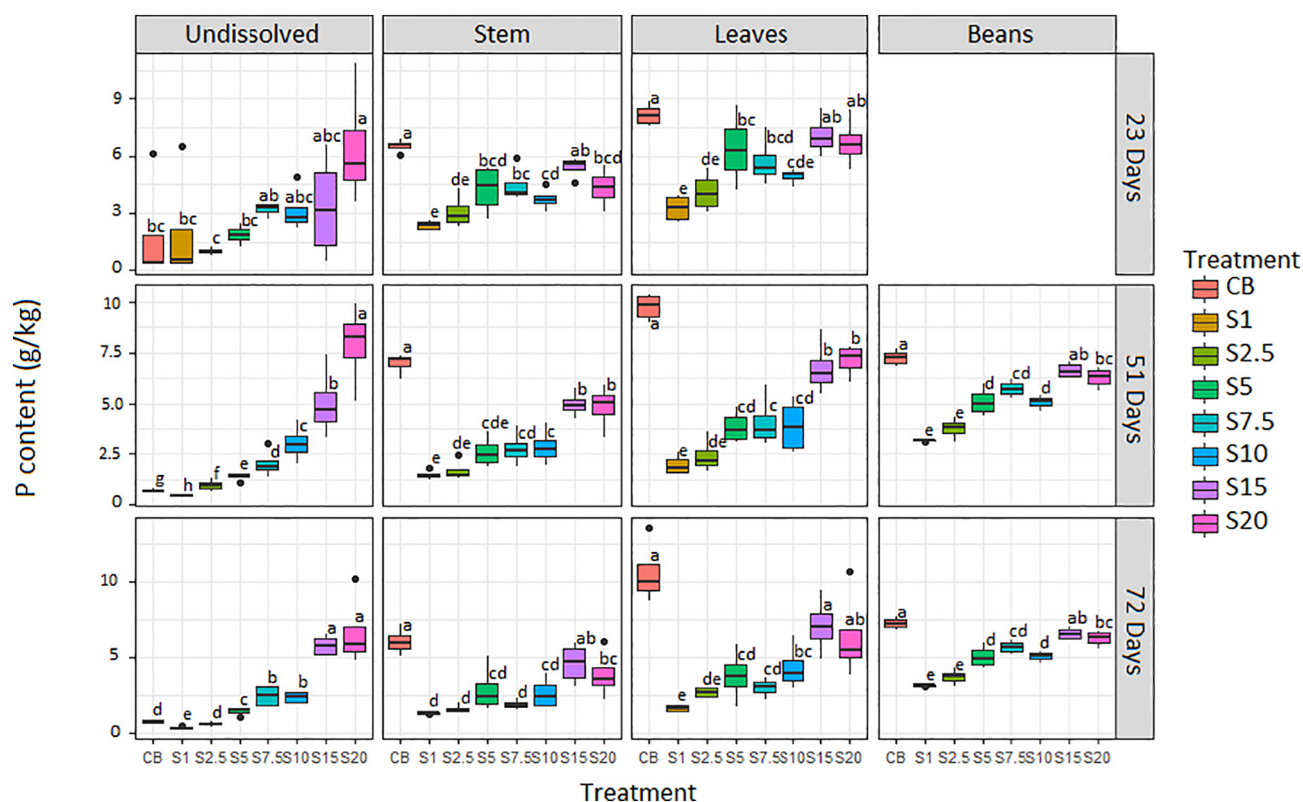 Undissolved Stem Leaves Beans
23 Days
9
6
3
0
bc bc c bc ab abc abc a
a e de bcd bc cd ab bcd
a e de bc bcd cde ab ab
51 Days
10
7.5
5.0
2.5
0
g h f e d c b a
a e de cd cd cd b b
a e de cd c cd b b
a e e d cd d ab bc
72 Days
10
5
0
d e d c b b a a
a d d cd d cd ab bc
a e de cd cd bc a ab
a e e d cd d ab bc
CB S1 S2.5 S5 S7.5 S10 S15 S20 CB S1 S2.5 S5 S7.5 S10 S15 S20 CB S1 S2.5 S5 S7.5 S10 S15 S20 CB S1 S2.5 S5 S7.5 S10 S15 S20
Treatment
P content (g/kg)
Treatment
CB
S1
S2.5
S5
S7.5
S10
S15
S20